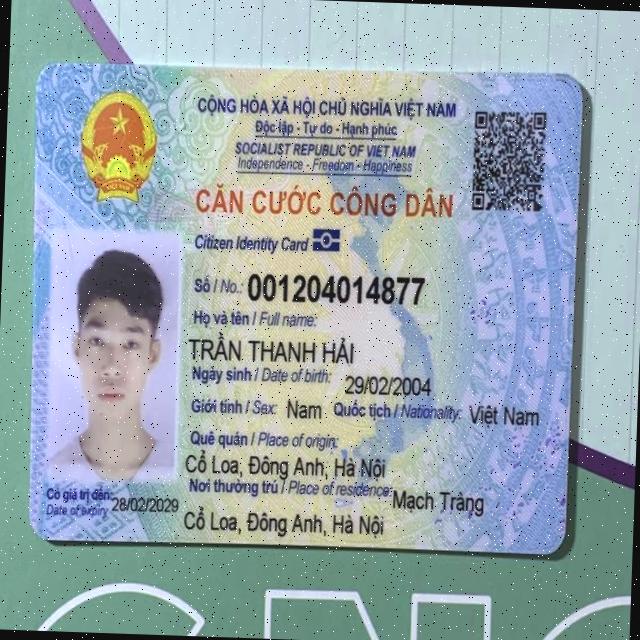 CỘNG HÒA XÃ HỘI CHỦ NGHĨA VIỆT NAM
Độc lập - Tự do - Hạnh phúc
SOCIALIST REPUBLIC OF VIET NAM
Independence - Freedom - Happiness
CĂN CƯỚC CÔNG DÂN
Citizen Identity Card
Số / No.: 001204014877
Họ và tên / Full name:
TRẦN THANH HẢI
Ngày sinh / Date of birth: 29/02/2004
Giới tính / Sex: Nam Quốc tịch / Nationality: Việt Nam
Quê quán / Place of origin:
Cổ Loa, Đông Anh, Hà Nội
Nơi thường trú / Place of residence: Mạch Tràng
Cổ Loa, Đông Anh, Hà Nội
Có giá trị đến: 28/02/2029
Date of expiry